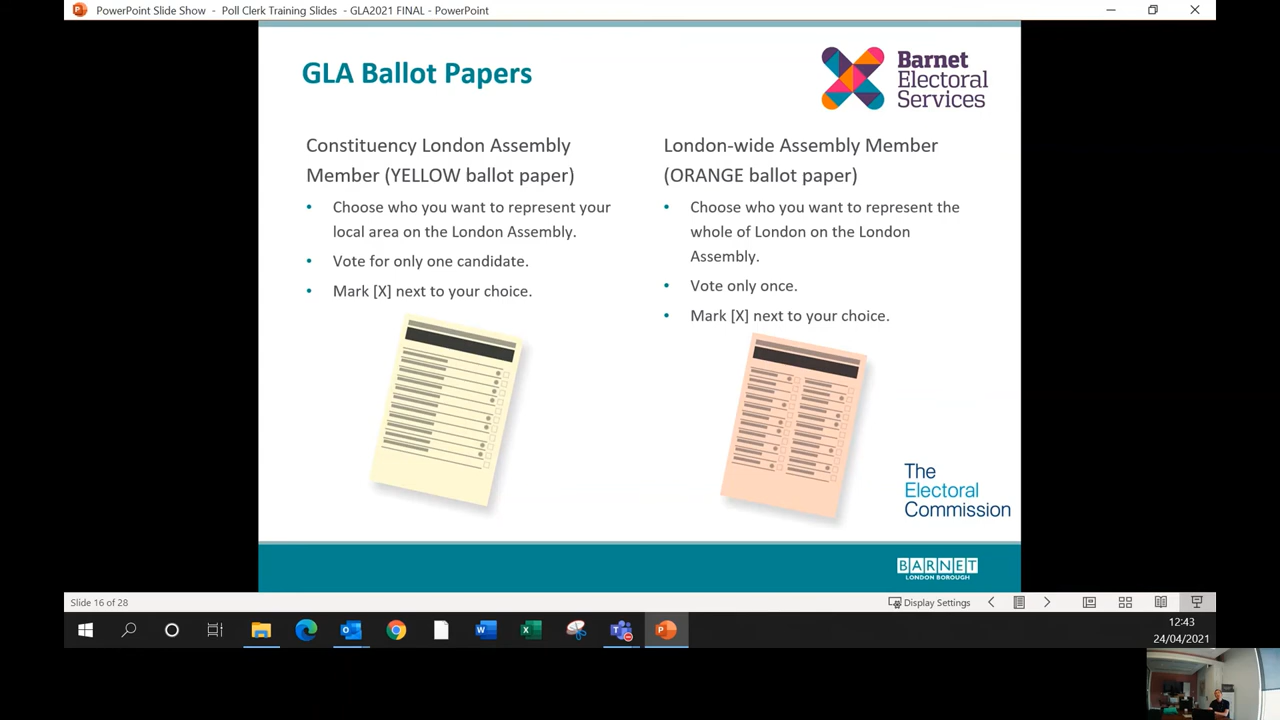 PowerPoint Slide Show - Poll Clerk Training Slides - GLA2021 FINAL - PowerPoint
GLA Ballot Papers
Barnet
Electoral
Services
Constituency London Assembly
Member (YELLOW ballot paper)
• Choose who you want to represent your
local area on the London Assembly.
• Vote for only one candidate.
• Mark [X] next to your choice.
London-wide Assembly Member
(ORANGE ballot paper)
• Choose who you want to represent the
whole of London on the London
Assembly.
• Vote only once.
• Mark [X] next to your choice.
The
Electoral
Commission
BARNET
LONDON BOROUGH
Slide 16 of 28
Display Settings
12:43
24/04/2021